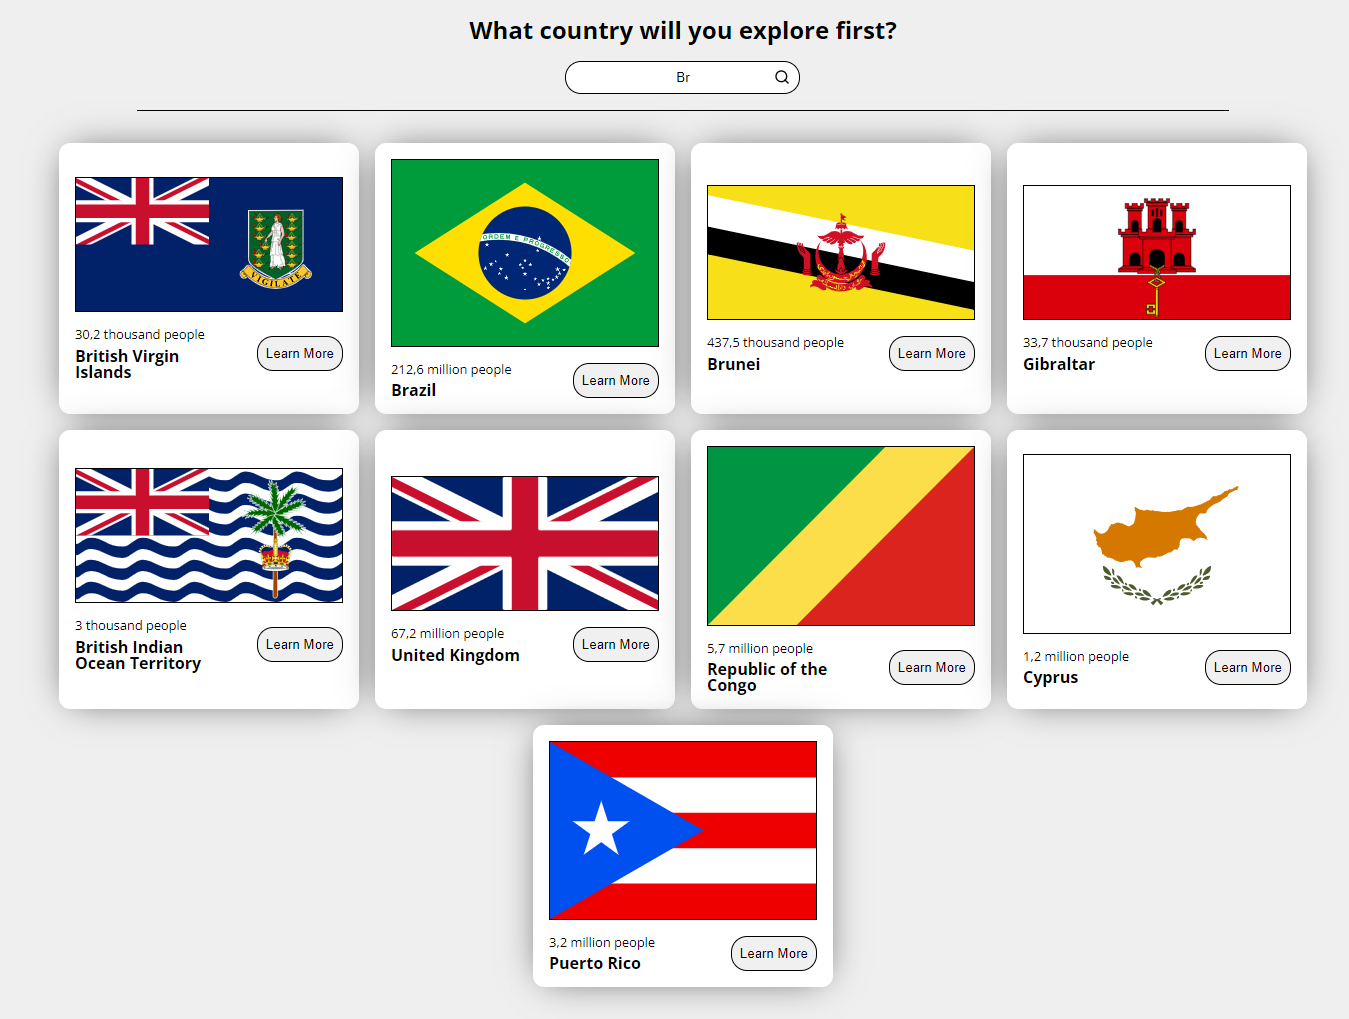 What country will you explore first?
Br
VIGILATE
30,2 thousand people
British Virgin
Islands
Learn More
ORDEM E PROGRESSO
212,6 million people
Brazil
Learn More
437,5 thousand people
Brunei
Learn More
33,7 thousand people
Gibraltar
Learn More
3 thousand people
British Indian
Ocean Territory
Learn More
67,2 million people
United Kingdom
Learn More
5,7 million people
Republic of the
Congo
Learn More
1,2 million people
Cyprus
Learn More
3,2 million people
Puerto Rico
Learn More